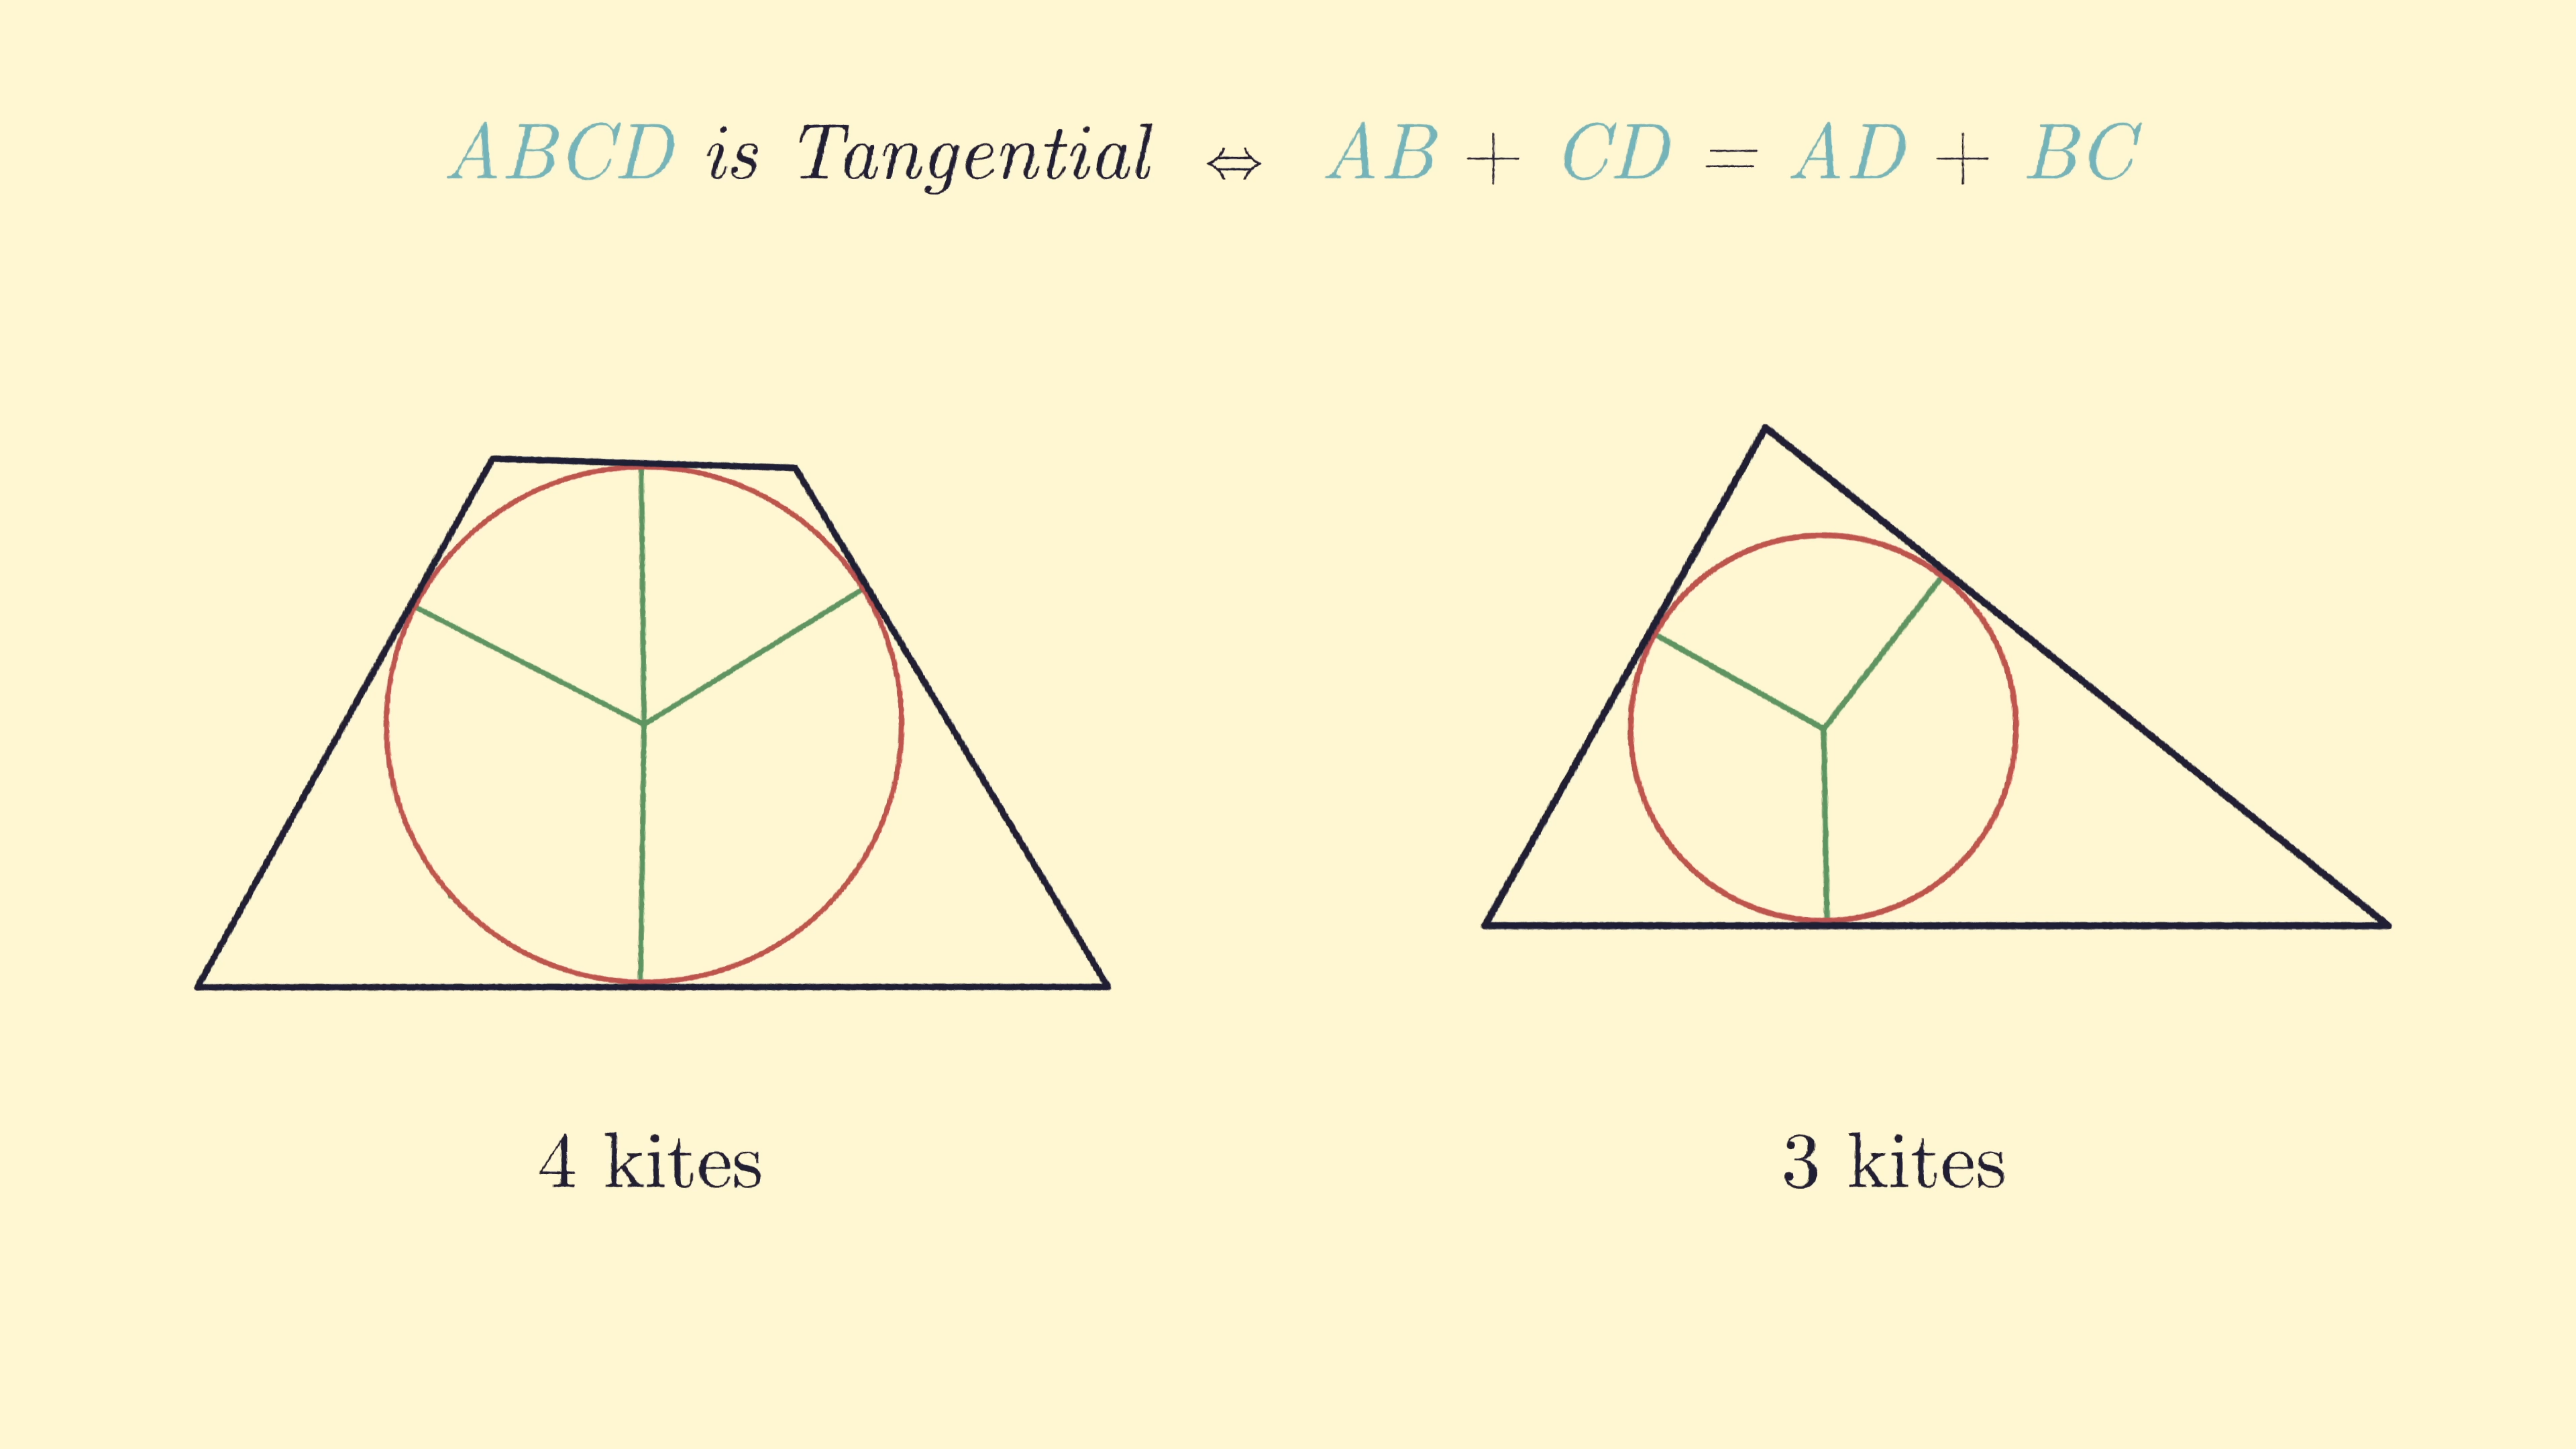 ABCD is Tangential ⇔ AB + CD = AD + BC
4 kites
3 kites